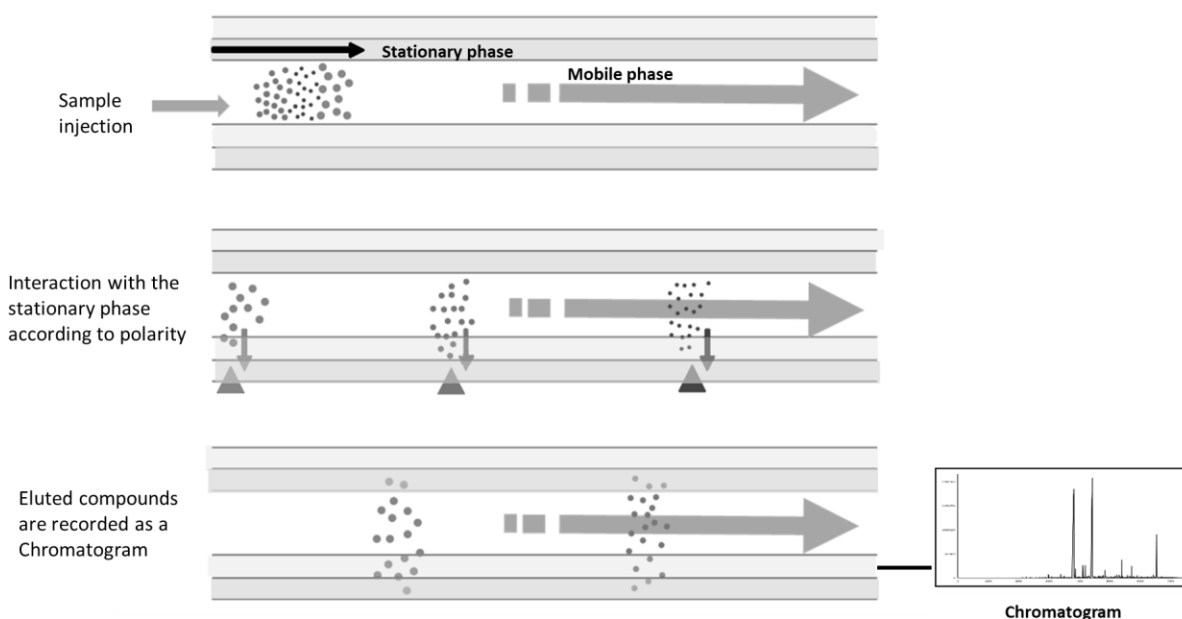 Stationary phase
Mobile phase
Sample
injection
Interaction with the
stationary phase
according to polarity
Eluted compounds
are recorded as a
Chromatogram
Chromatogram